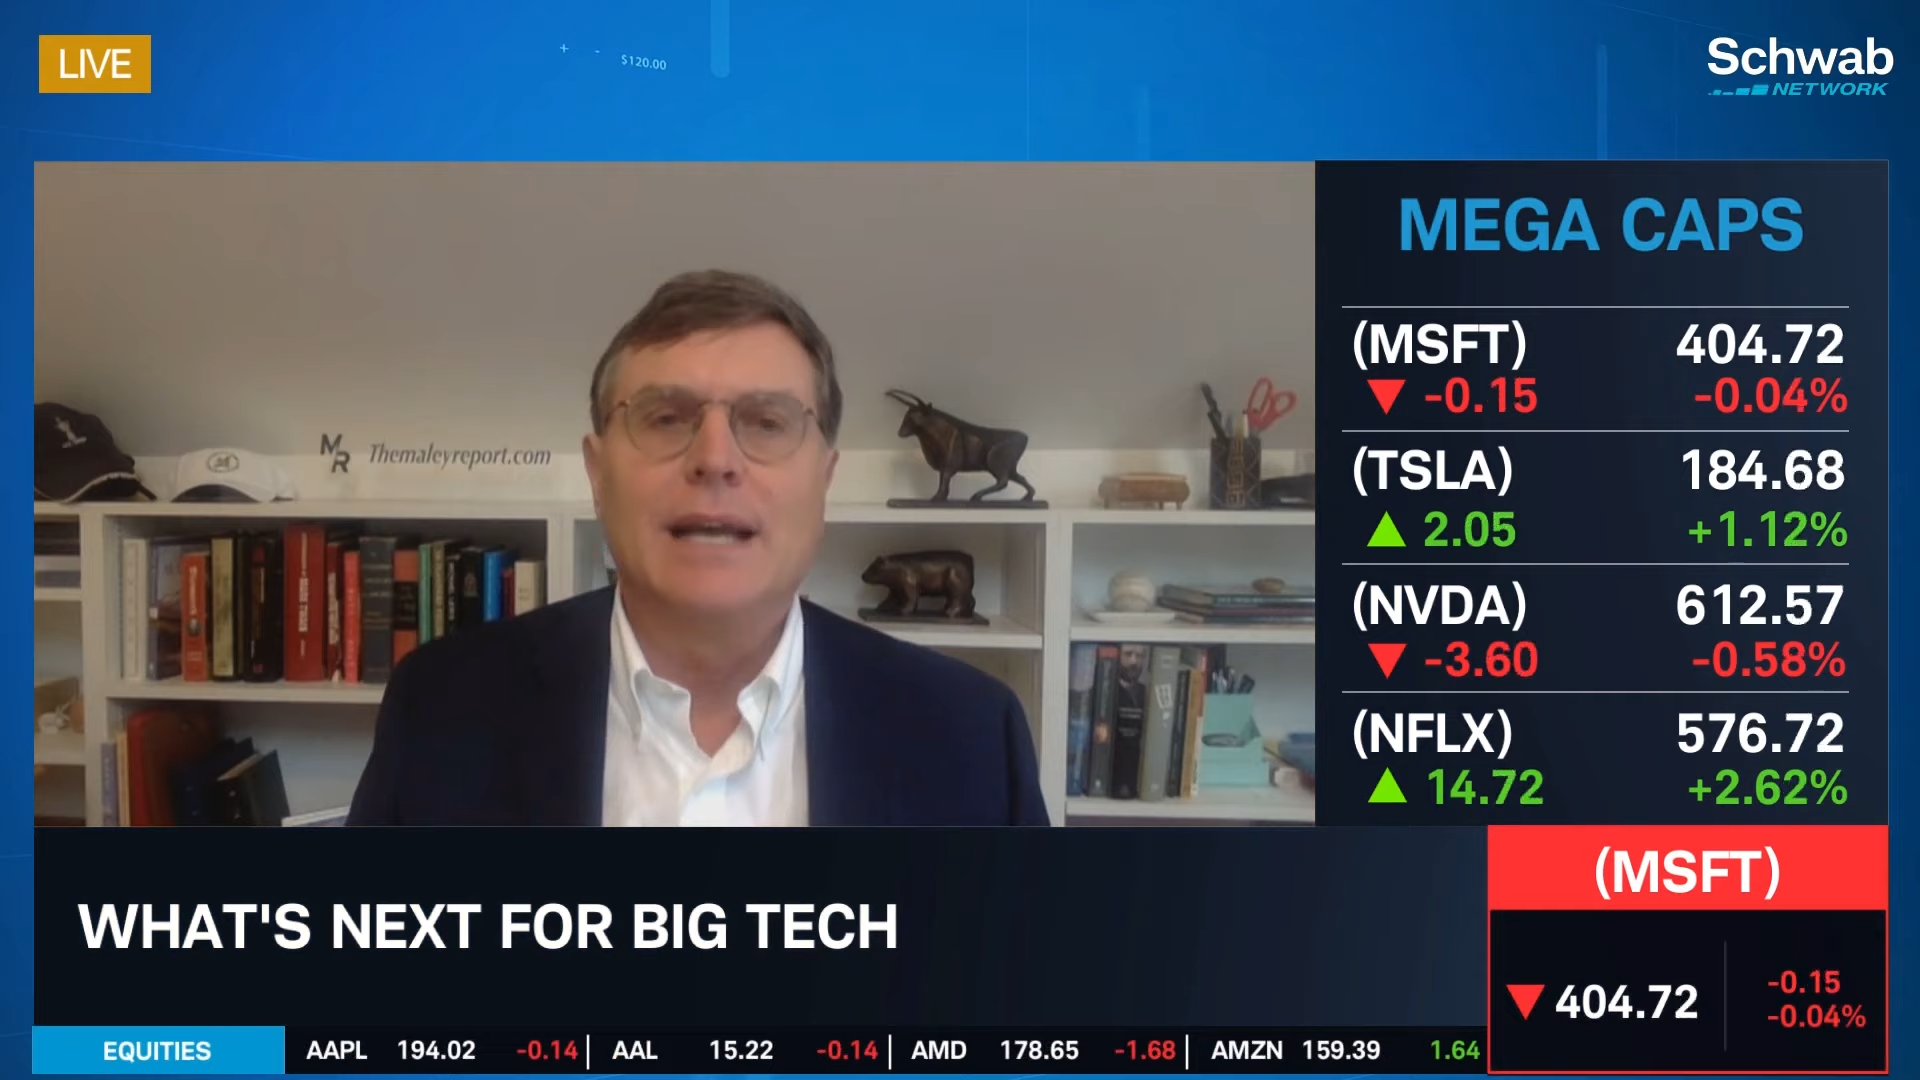 LIVE
$120.00
Schwab
NETWORK
MEGA CAPS
(MSFT) 404.72
▼ -0.15 -0.04%
(TSLA) 184.68
▲ 2.05 +1.12%
(NVDA) 612.57
▼ -3.60 -0.58%
(NFLX) 576.72
▲ 14.72 +2.62%
MR Themaleyreport.com
WHAT'S NEXT FOR BIG TECH
(MSFT)
▼ 404.72
-0.15
-0.04%
EQUITIES AAPL 194.02 -0.14 | AAL 15.22 -0.14 | AMD 178.65 -1.68 | AMZN 159.39 1.64